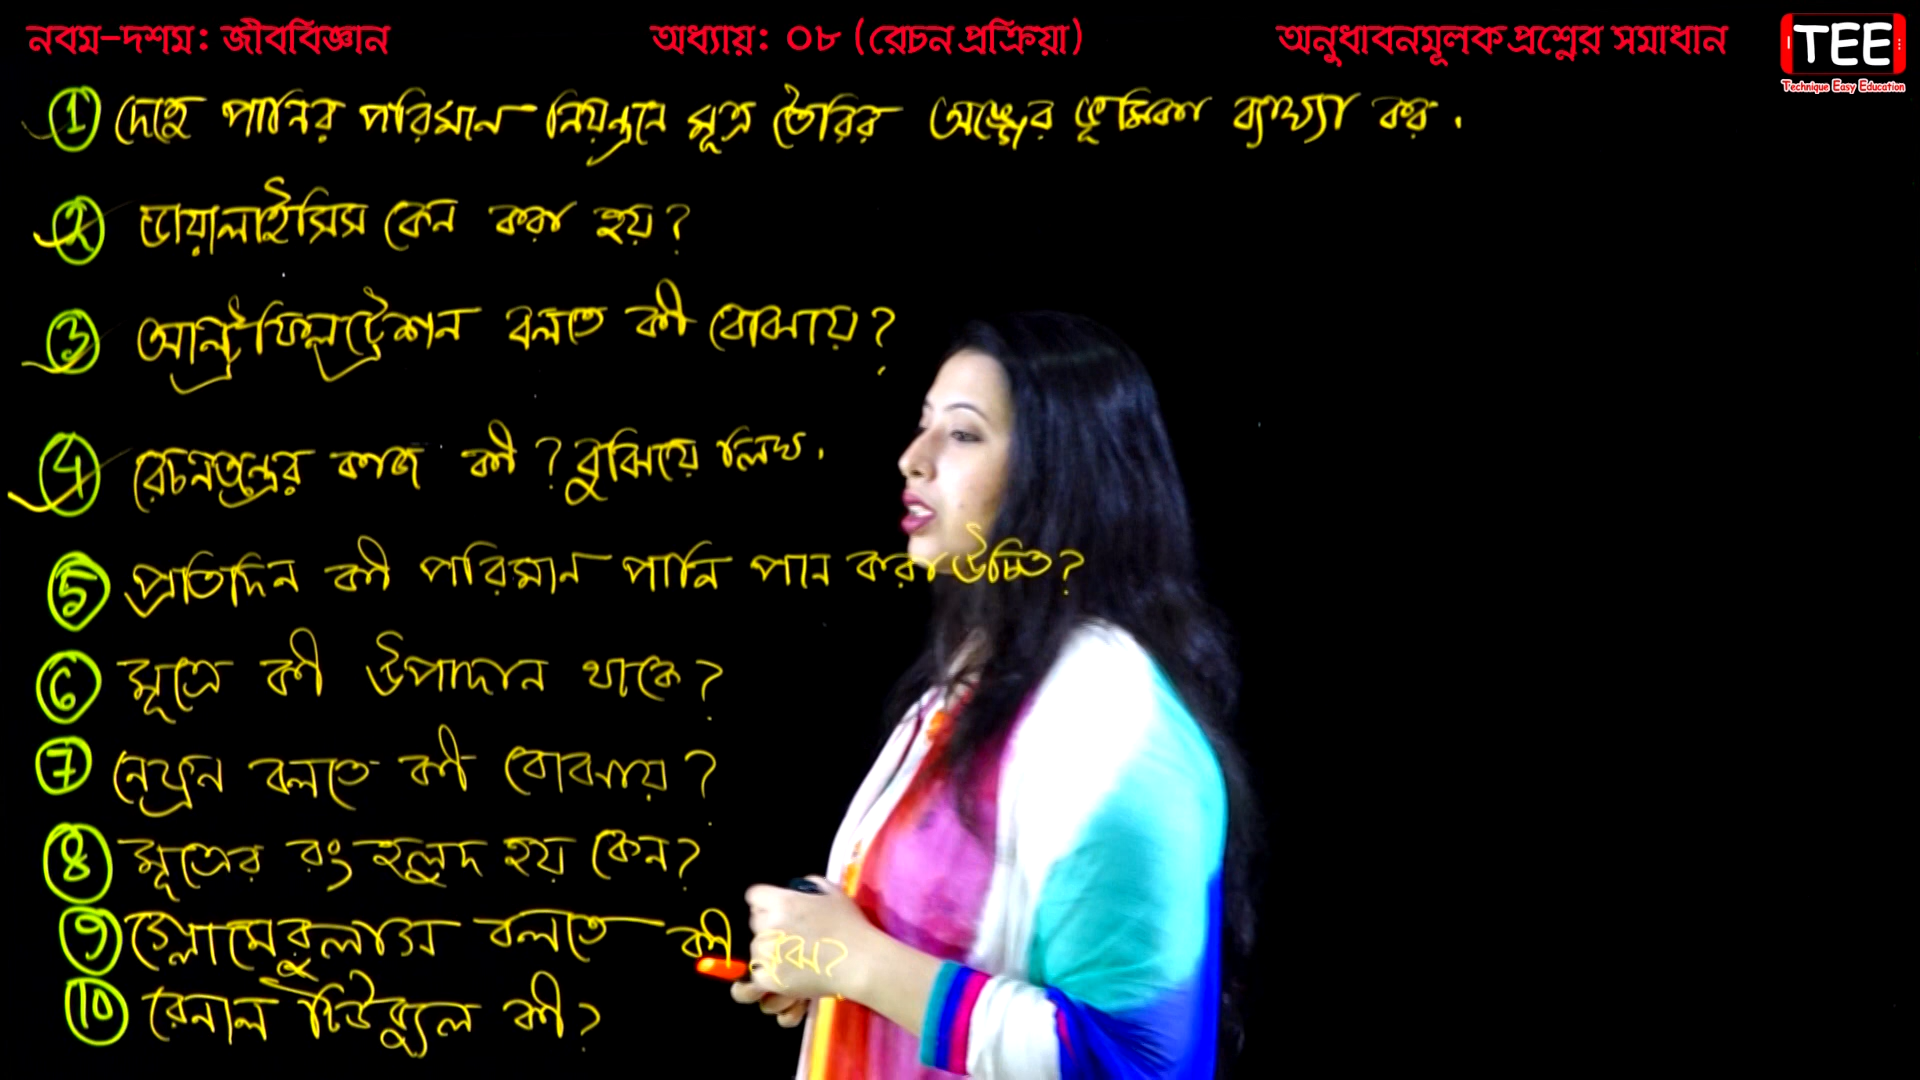 নবম-দশম: জীববিজ্ঞান
অধ্যায়: ০৮ (রেচন প্রক্রিয়া)
অনুধাবনমূলক প্রশ্নের সমাধান
TEE
Technique Easy Education
① দেহে পানির পরিমান নিয়ন্ত্রনে মূত্র তৈরির অঙ্গের ভূমিকা ব্যাখ্যা কর.
② ডায়ালাইসিস কেন করা হয়?
③ আল্ট্রাফিলট্রেশন বলতে কী বোঝায়?
④ রেচনতন্ত্রের কাজ কী? বুঝিয়ে লিখ.
⑤ প্রতিদিন কী পরিমান পানি পান করা উচিত?
⑥ মূত্রে কী উপাদান থাকে?
⑦ নেফ্রন বলতে কী বোঝায়?
⑧ মূত্রের রং হলুদ হয় কেন?
⑨ গ্লোমেরুলাস বলতে কী বুঝ?
⑩ রেনাল টিউব্যুল কী?